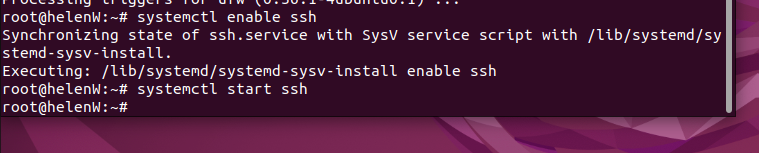 Processing triggers for ufw (0.36.1-4ubuntu0.1) ...
root@helenW:~# systemctl enable ssh
Synchronizing state of ssh.service with SysV service script with /lib/systemd/sy
stemd-sysv-install.
Executing: /lib/systemd/systemd-sysv-install enable ssh
root@helenW:~# systemctl start ssh
root@helenW:~#